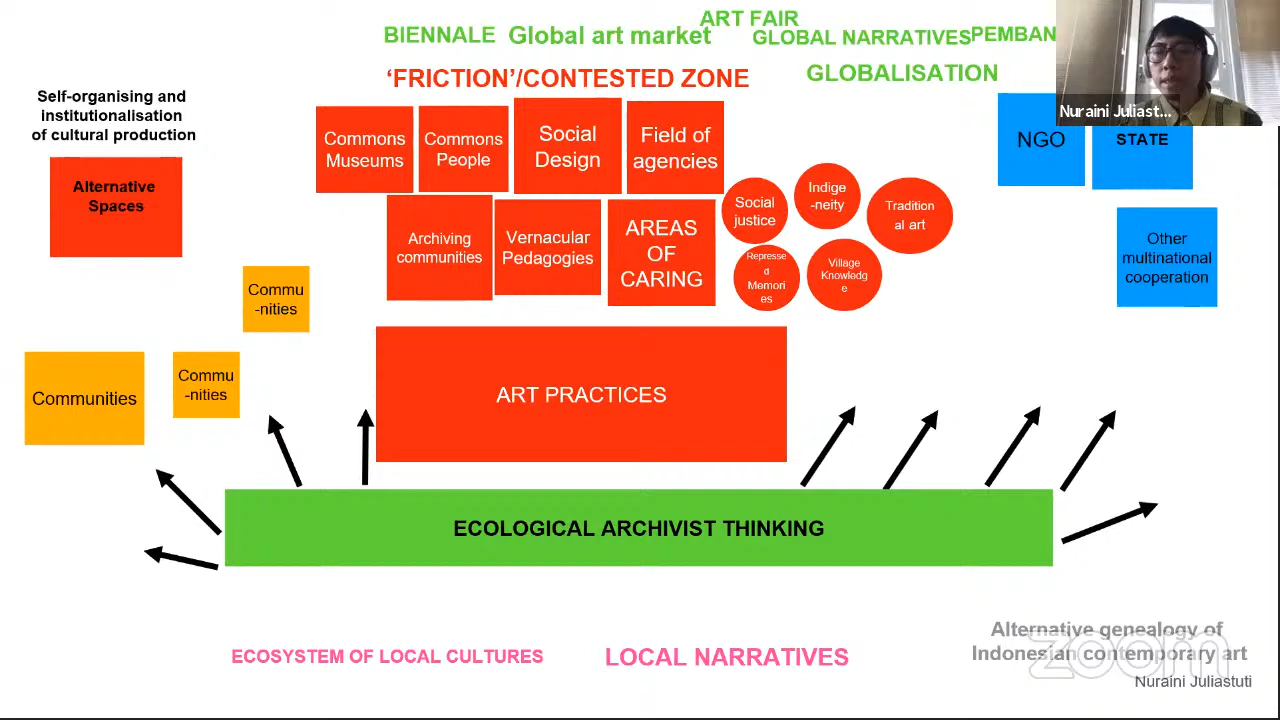 ART FAIR
BIENNALE
Global art market
GLOBAL NARRATIVES
PEMBAN
'FRICTION'/CONTESTED ZONE
GLOBALISATION
Nuraini Juliast...
Self-organising and
institutionalisation
of cultural production
Alternative
Spaces
Commons
Museums
Commons
People
Social
Design
Field of
agencies
NGO
STATE
Archiving
communities
Vernacular
Pedagogies
AREAS
OF
CARING
Social
justice
Indige
-neity
Tradition
al art
Represse
d
Memori
es
Village
Knowledg
e
Other
multinational
cooperation
Commu
-nities
Communities
Commu
-nities
ART PRACTICES
ECOLOGICAL ARCHIVIST THINKING
ECOSYSTEM OF LOCAL CULTURES
LOCAL NARRATIVES
Alternative genealogy of
Indonesian contemporary art
zoom
Nuraini Juliastuti